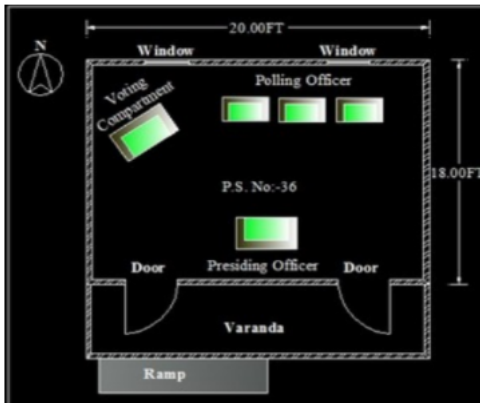 20.00FT
N
Window
Window
Voting
Compartment
Polling Officer
18.00FT
P.S. No:-36
Door
Presiding Officer
Door
Varanda
Ramp